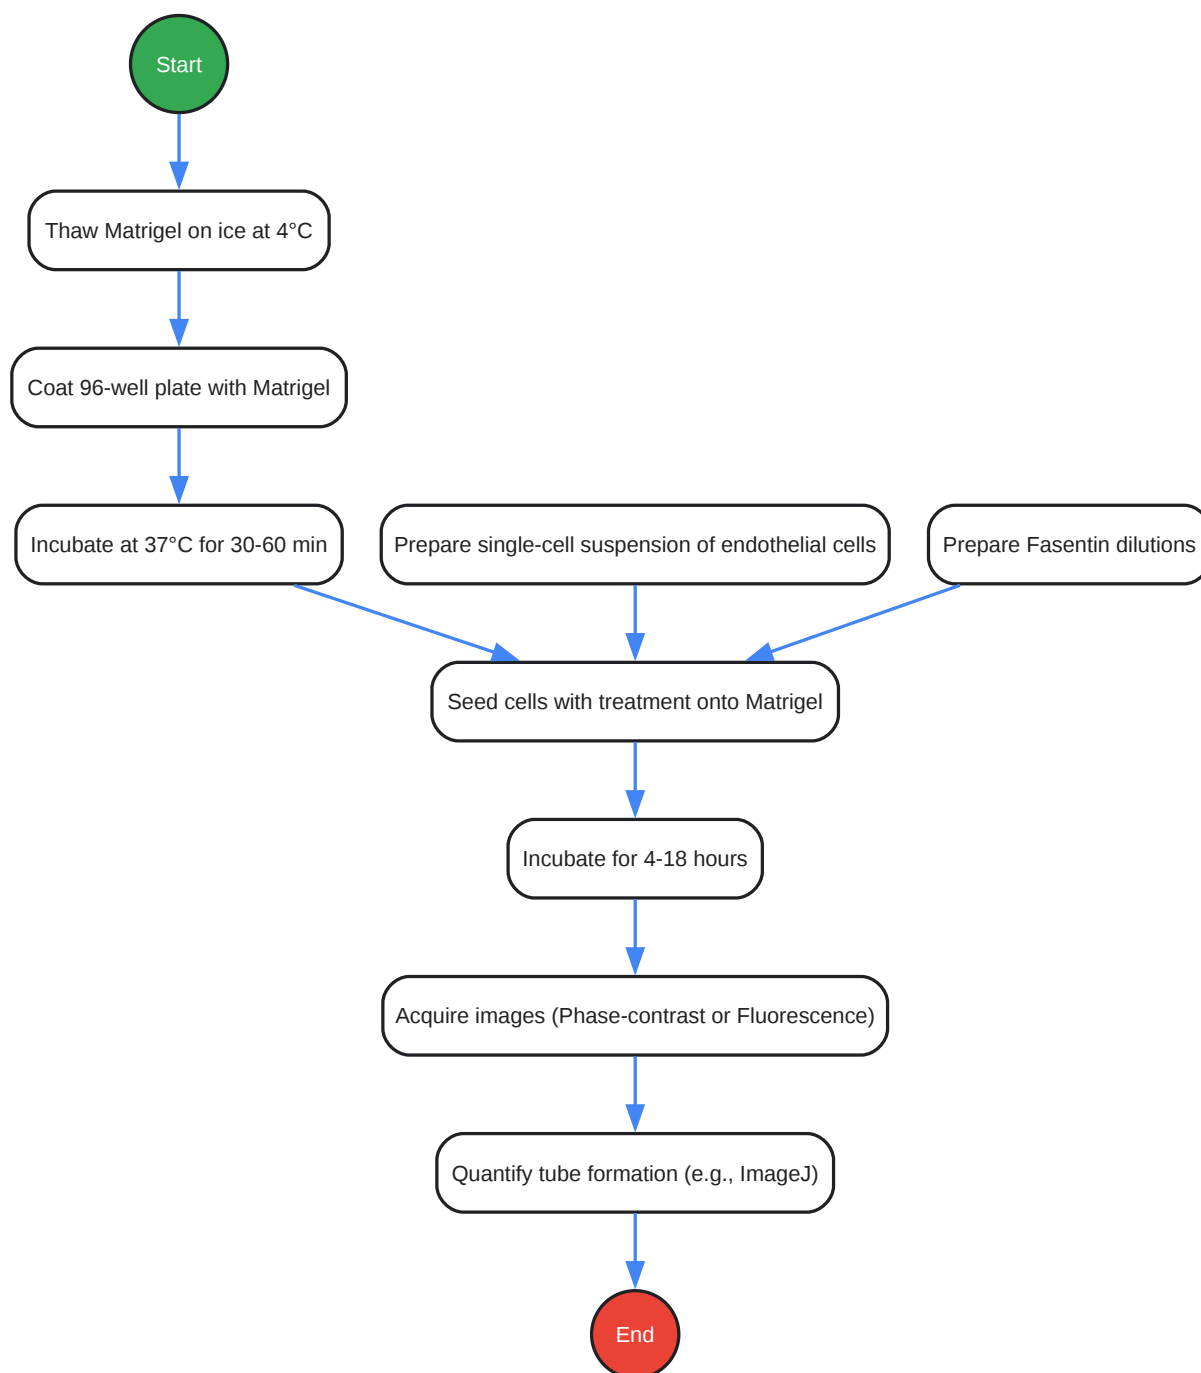 Start
Thaw Matrigel on ice at 4°C
Coat 96-well plate with Matrigel
Incubate at 37°C for 30-60 min
Prepare single-cell suspension of endothelial cells
Prepare Fasentin dilutions
Seed cells with treatment onto Matrigel
Incubate for 4-18 hours
Acquire images (Phase-contrast or Fluorescence)
Quantify tube formation (e.g., ImageJ)
End